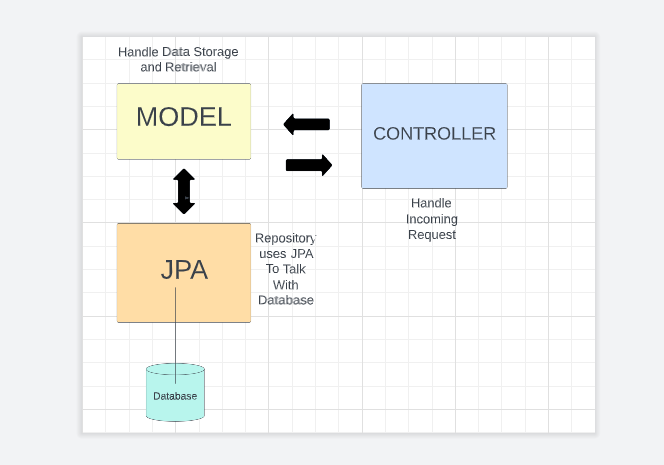 Handle Data Storage
and Retrieval
MODEL
CONTROLLER
Handle
Incoming
Request
JPA
Repository
uses JPA
To Talk
With
Database
Database